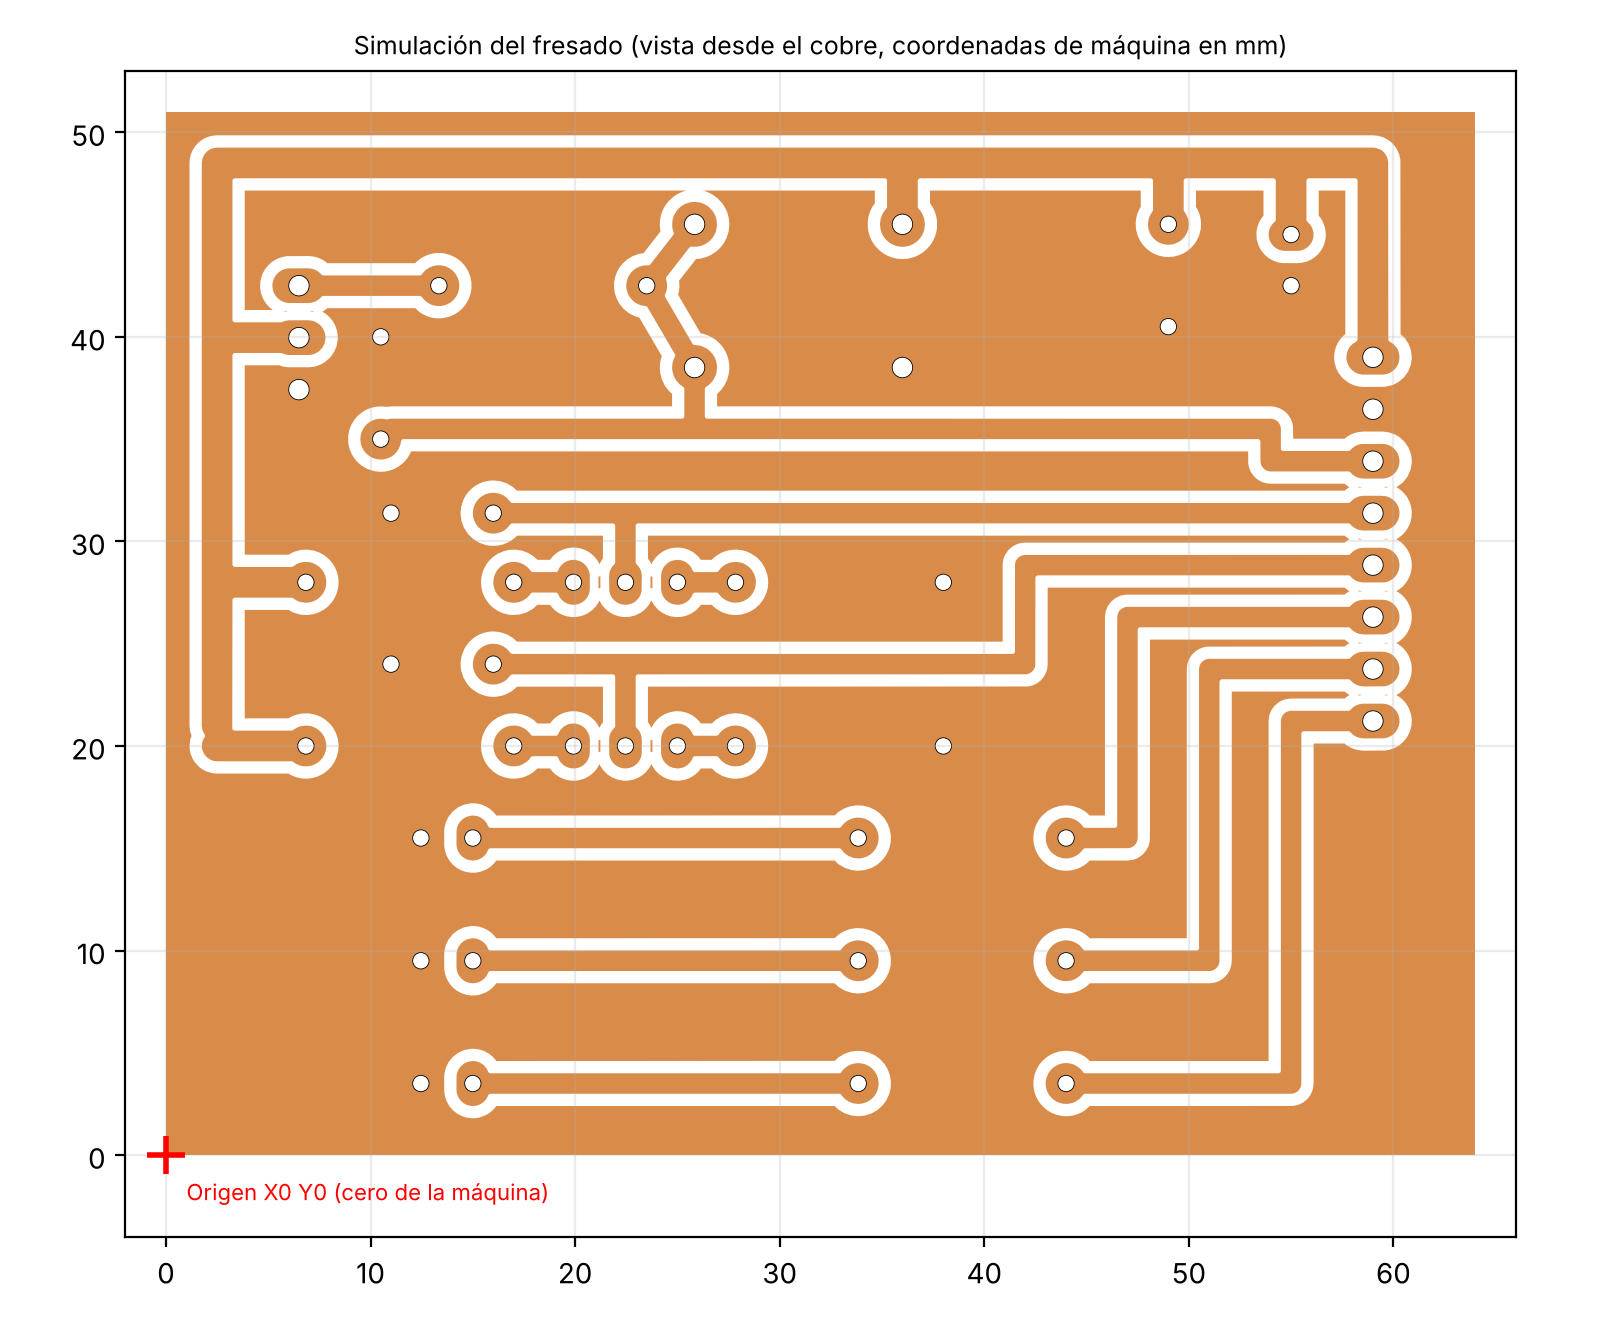 Simulación del fresado (vista desde el cobre, coordenadas de máquina en mm)
50
40
30
20
10
0
Origen X0 Y0 (cero de la máquina)
0 10 20 30 40 50 60